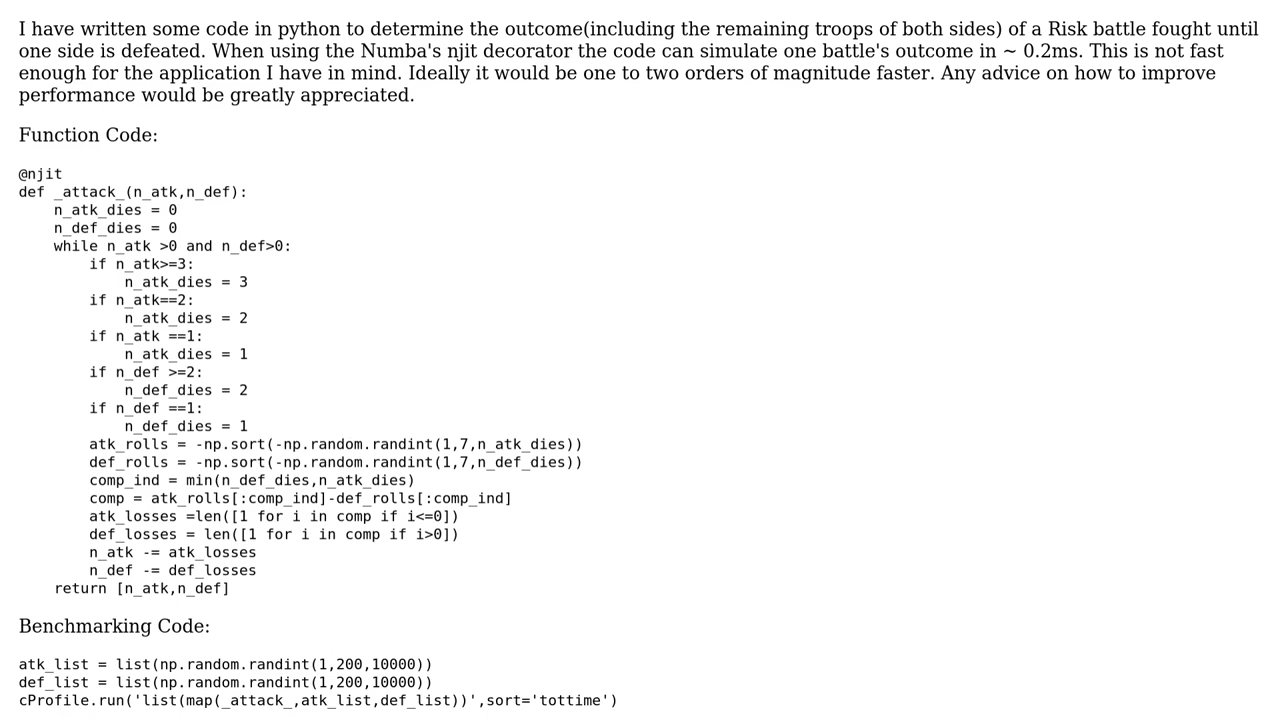 I have written some code in python to determine the outcome(including the remaining troops of both sides) of a Risk battle fought until
one side is defeated. When using the Numba's njit decorator the code can simulate one battle's outcome in ~ 0.2ms. This is not fast
enough for the application I have in mind. Ideally it would be one to two orders of magnitude faster. Any advice on how to improve
performance would be greatly appreciated.
Function Code:
@njit
def _attack_(n_atk,n_def):
    n_atk_dies = 0
    n_def_dies = 0
    while n_atk >0 and n_def>0:
        if n_atk>=3:
            n_atk_dies = 3
        if n_atk==2:
            n_atk_dies = 2
        if n_atk ==1:
            n_atk_dies = 1
        if n_def >=2:
            n_def_dies = 2
        if n_def ==1:
            n_def_dies = 1
        atk_rolls = -np.sort(-np.random.randint(1,7,n_atk_dies))
        def_rolls = -np.sort(-np.random.randint(1,7,n_def_dies))
        comp_ind = min(n_def_dies,n_atk_dies)
        comp = atk_rolls[:comp_ind]-def_rolls[:comp_ind]
        atk_losses =len([1 for i in comp if i<=0])
        def_losses = len([1 for i in comp if i>0])
        n_atk -= atk_losses
        n_def -= def_losses
    return [n_atk,n_def]
Benchmarking Code:
atk_list = list(np.random.randint(1,200,10000))
def_list = list(np.random.randint(1,200,10000))
cProfile.run('list(map(_attack_,atk_list,def_list))',sort='tottime')